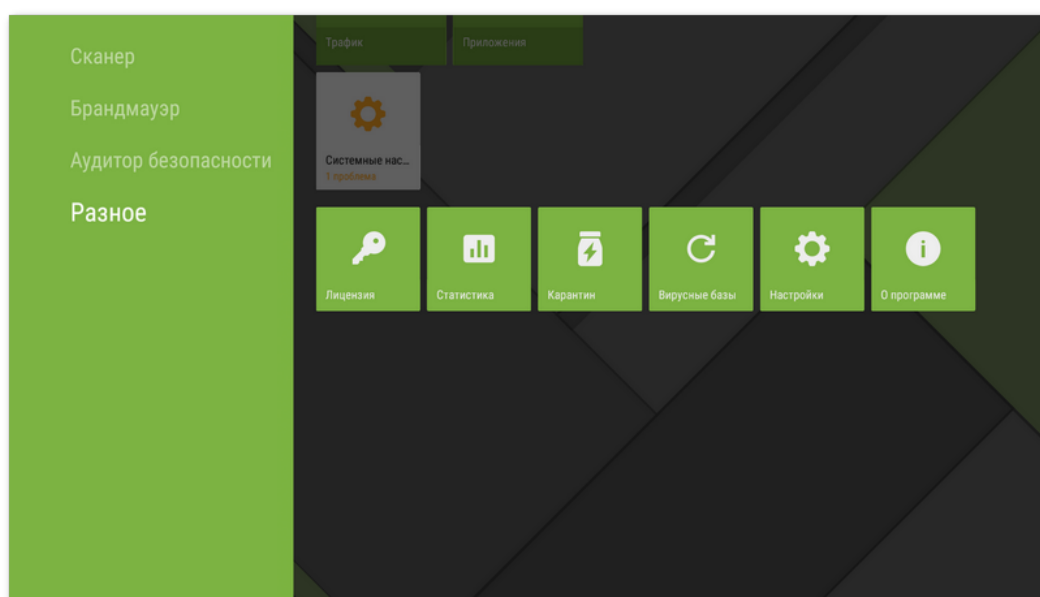 Сканер
Брандмауэр
Аудитор безопасности
Разное
Трафик
Приложения
Системные нас...
1 проблема
Лицензия
Статистика
Карантин
Вирусные базы
Настройки
О программе